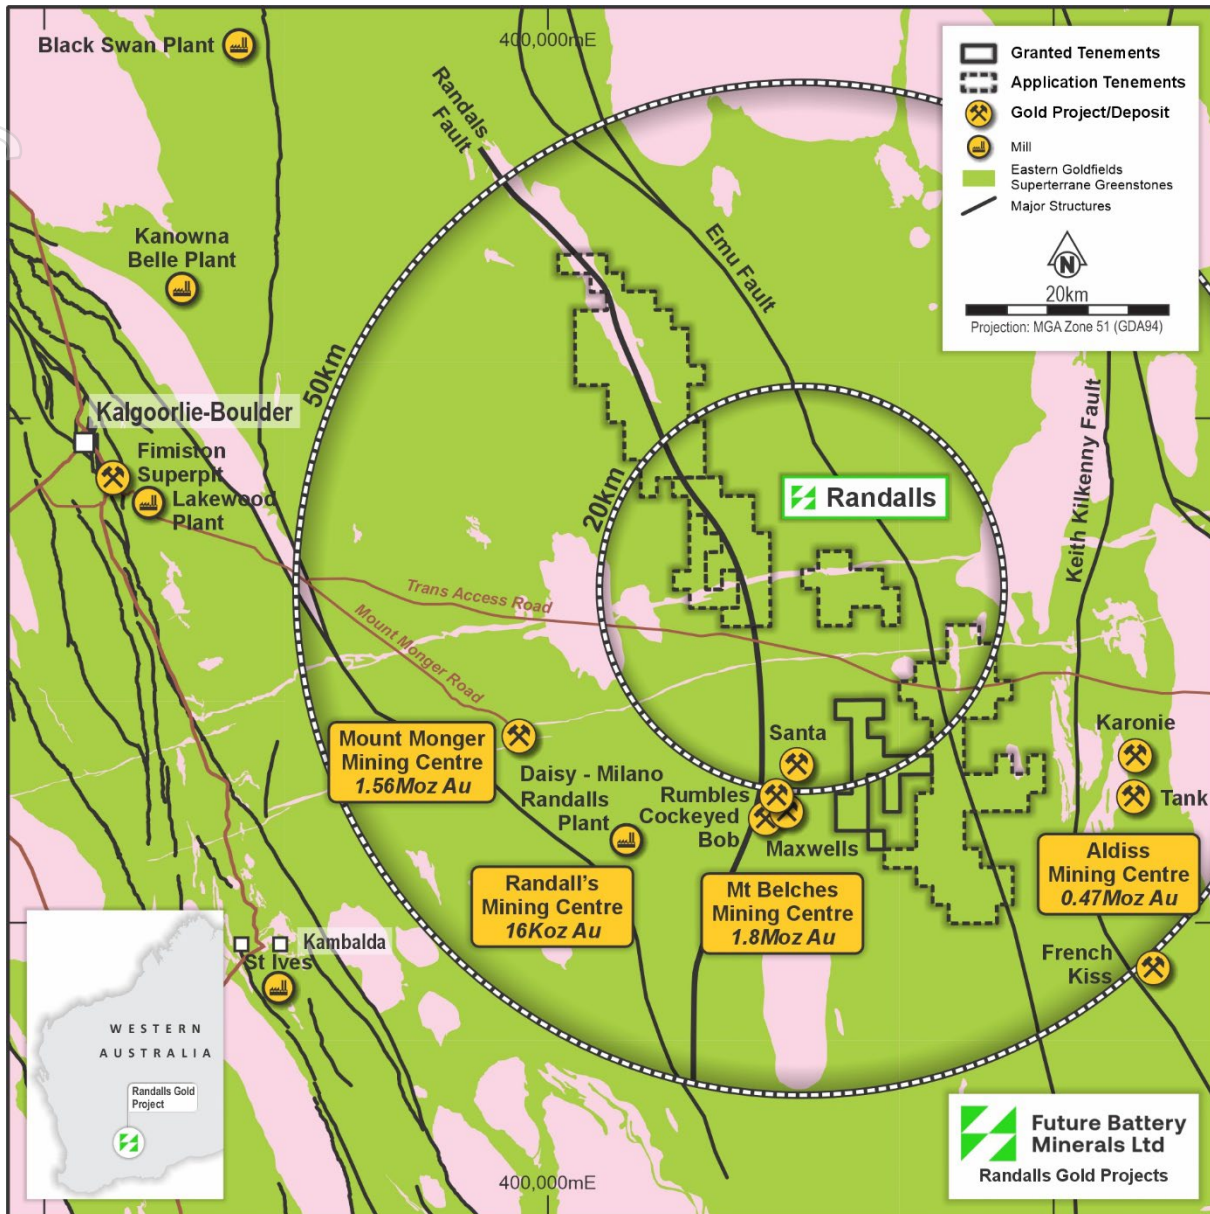 Black Swan Plant
400,000mE
Granted Tenements
Application Tenements
Gold Project/Deposit
Mill
Eastern Goldfields
Superterrane Greenstones
Major Structures
N
20km
Projection: MGA Zone 51 (GDA94)
Randals
Fault
Emu Fault
Kanowna
Belle Plant
50km
Kalgoorlie-Boulder
Fimiston
Superpit
Lakewood
Plant
20km
Randalls
Keith Kilkenny Fault
Trans Access Road
Mount Monger Road
Mount Monger
Mining Centre
1.56Moz Au
Daisy - Milano
Randalls
Plant
Santa
Rumbles
Cockeyed
Bob
Maxwells
Karonie
Tank
Randall's
Mining Centre
16Koz Au
Mt Belches
Mining Centre
1.8Moz Au
Aldiss
Mining Centre
0.47Moz Au
French
Kiss
Kambalda
St Ives
WESTERN
AUSTRALIA
Randalls Gold
Project
400,000mE
Future Battery
Minerals Ltd
Randalls Gold Projects